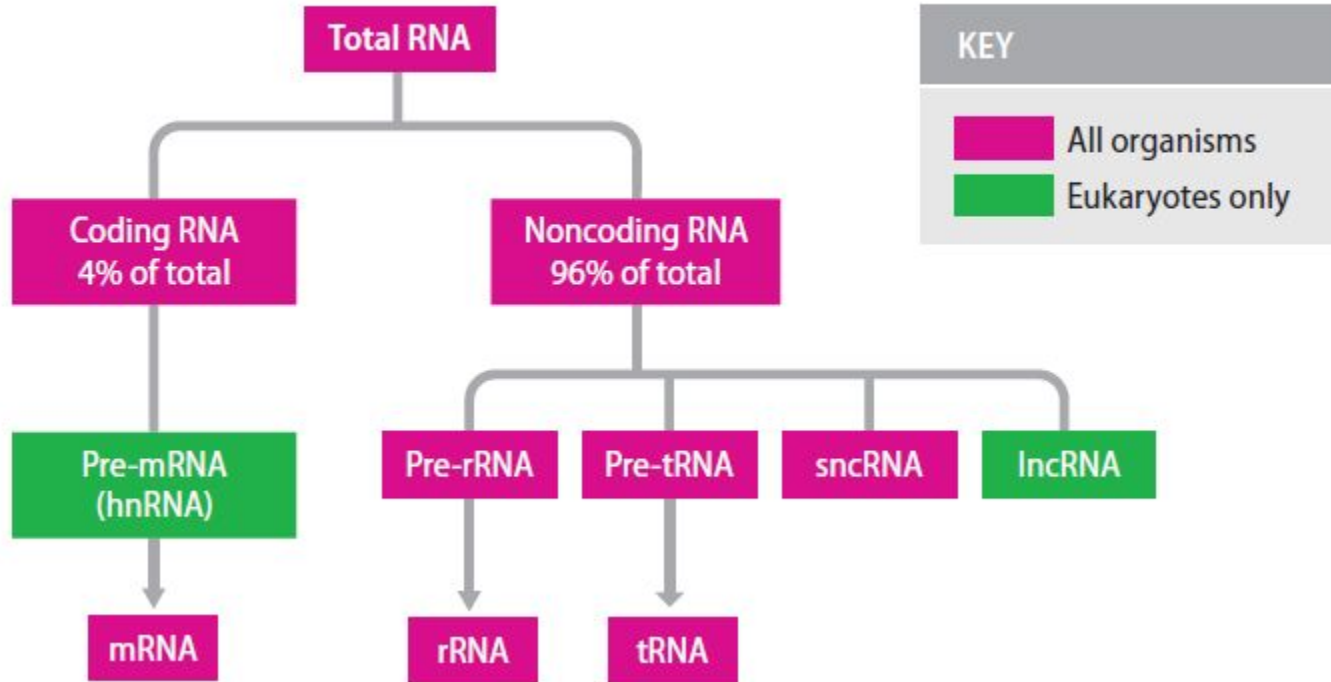 Total RNA
KEY
All organisms
Eukaryotes only
Coding RNA
4% of total
Noncoding RNA
96% of total
Pre-mRNA
(hnRNA)
Pre-rRNA
Pre-tRNA
sncRNA
lncRNA
mRNA
rRNA
tRNA